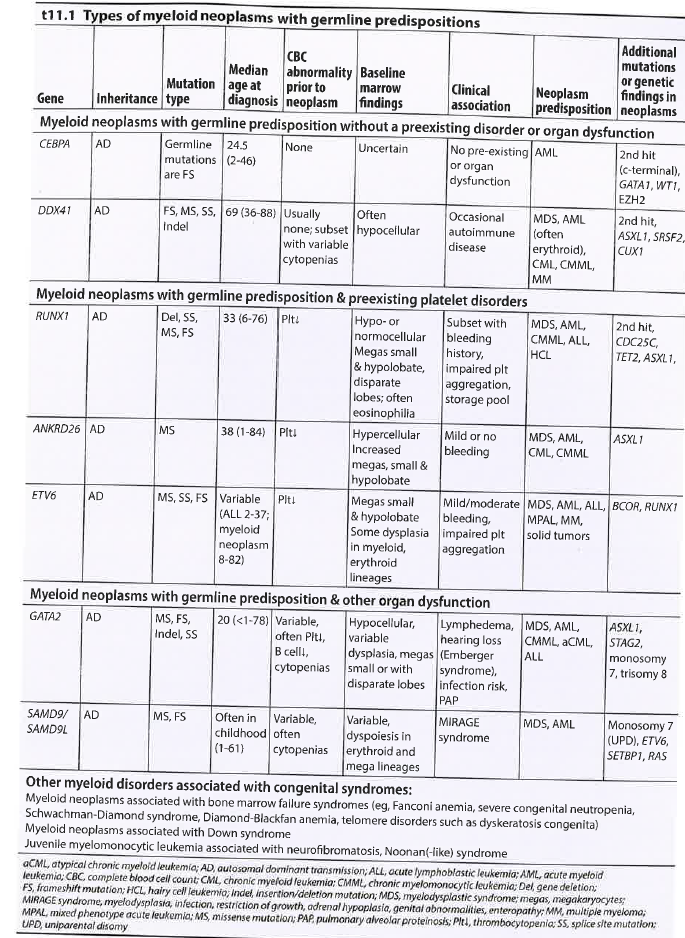 t11.1 Types of myeloid neoplasms with germline predispositions
Gene | Inheritance | Mutation type | Median age at diagnosis | CBC abnormality prior to neoplasm | Baseline marrow findings | Clinical association | Neoplasm predisposition | Additional mutations or genetic findings in neoplasms
Myeloid neoplasms with germline predisposition without a preexisting disorder or organ dysfunction
CEBPA | AD | Germline mutations are FS | 24.5 (2-46) | None | Uncertain | No pre-existing or organ dysfunction | AML | 2nd hit (c-terminal), GATA1, WT1, EZH2
DDX41 | AD | FS, MS, SS, Indel | 69 (36-88) | Usually none; subset with variable cytopenias | Often hypocellular | Occasional autoimmune disease | MDS, AML (often erythroid), CML, CMML, MM | 2nd hit, ASXL1, SRSF2, CUX1
Myeloid neoplasms with germline predisposition & preexisting platelet disorders
RUNX1 | AD | Del, SS, MS, FS | 33 (6-76) | Plt↓ | Hypo- or normocellular Megas small & hypolobate, disparate lobes; often eosinophilia | Subset with bleeding history, impaired plt aggregation, storage pool | MDS, AML, CMML, ALL, HCL | 2nd hit, CDC25C, TET2, ASXL1,
ANKRD26 | AD | MS | 38 (1-84) | Plt↓ | Hypercellular Increased megas, small & hypolobate | Mild or no bleeding | MDS, AML, CML, CMML | ASXL1
ETV6 | AD | MS, SS, FS | Variable (ALL 2-37; myeloid neoplasm 8-82) | Plt↓ | Megas small & hypolobate Some dysplasia in myeloid, erythroid lineages | Mild/moderate bleeding, impaired plt aggregation | MDS, AML, ALL, MPAL, MM, solid tumors | BCOR, RUNX1
Myeloid neoplasms with germline predisposition & other organ dysfunction
GATA2 | AD | MS, FS, Indel, SS | 20 (<1-78) | Variable, often Plt↓, B cell↓, cytopenias | Hypocellular, variable dysplasia, megas small or with disparate lobes | Lymphedema, hearing loss (Emberger syndrome), infection risk, PAP | MDS, AML, CMML, aCML, ALL | ASXL1, STAG2, monosomy 7, trisomy 8
SAMD9/ SAMD9L | AD | MS, FS | Often in childhood (1-61) | Variable, often cytopenias | Variable, dyspoiesis in erythroid and mega lineages | MIRAGE syndrome | MDS, AML | Monosomy 7 (UPD), ETV6, SETBP1, RAS
Other myeloid disorders associated with congenital syndromes:
Myeloid neoplasms associated with bone marrow failure syndromes (eg, Fanconi anemia, severe congenital neutropenia,
Schwachman-Diamond syndrome, Diamond-Blackfan anemia, telomere disorders such as dyskeratosis congenita)
Myeloid neoplasms associated with Down syndrome
Juvenile myelomonocytic leukemia associated with neurofibromatosis, Noonan(-like) syndrome
aCML, atypical chronic myeloid leukemia; AD, autosomal dominant transmission; ALL, acute lymphoblastic leukemia; AML, acute myeloid
leukemia; CBC, complete blood cell count; CML, chronic myeloid leukemia; CMML, chronic myelomonocytic leukemia; Del, gene deletion;
FS, frameshift mutation; HCL, hairy cell leukemia; Indel, insertion/deletion mutation; MDS, myelodysplastic syndrome; megas, megakaryocytes;
MIRAGE syndrome, myelodysplasia, infection, restriction of growth, adrenal hypoplasia, genital abnormalities, enteropathy; MM, multiple myeloma;
MPAL, mixed phenotype acute leukemia; MS, missense mutation; PAP, pulmonary alveolar proteinosis; Plt↓, thrombocytopenia; SS, splice site mutation;
UPD, uniparental disomy